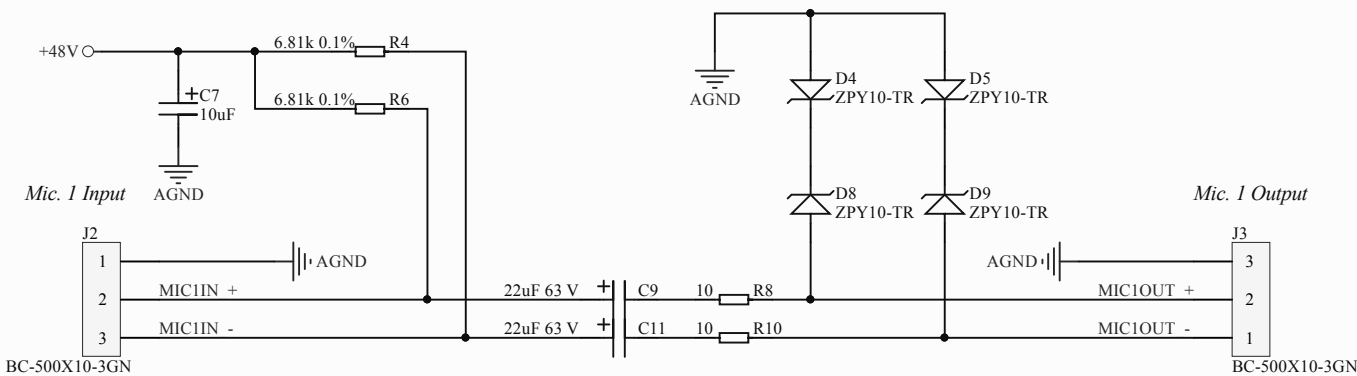 +48V
6.81k 0.1% R4
6.81k 0.1% R6
+ C7
10uF
AGND
AGND
D4
ZPY10-TR
D5
ZPY10-TR
D8
ZPY10-TR
D9
ZPY10-TR
Mic. 1 Input
J2
1
2
3
AGND
MIC1IN +
MIC1IN -
BC-500X10-3GN
22uF 63 V + C9
22uF 63 V + C11
10 R8
10 R10
Mic. 1 Output
J3
AGND
3
MIC1OUT + 2
MIC1OUT - 1
BC-500X10-3GN